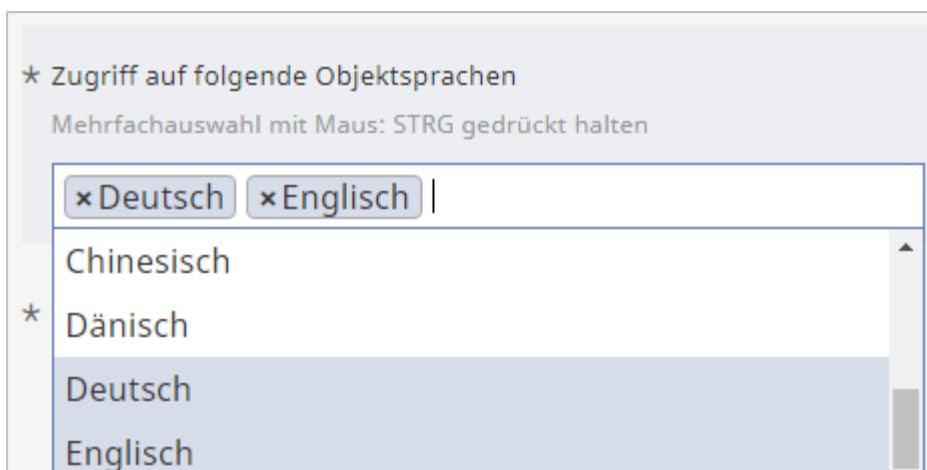 * Zugriff auf folgende Objektsprachen
Mehrfachauswahl mit Maus: STRG gedrückt halten
×Deutsch ×Englisch
Chinesisch
*
Dänisch
Deutsch
Englisch